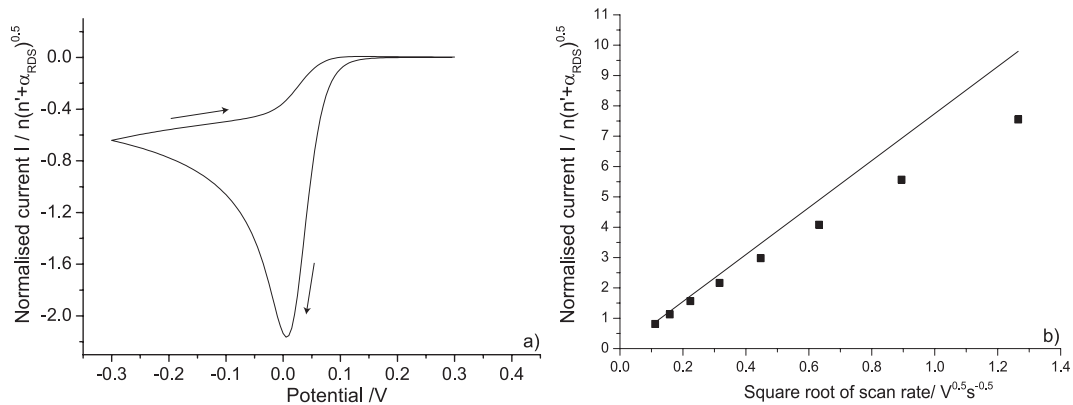 Normalised current I / n(n'+α_RDS)^0.5
0.0
-0.4
-0.8
-1.2
-1.6
-2.0
-0.3 -0.2 -0.1 0.0 0.1 0.2 0.3 0.4
Potential /V
a)
Normalised current I / n(n'+α_RDS)^0.5
11
10
9
8
7
6
5
4
3
2
1
0
0.0 0.2 0.4 0.6 0.8 1.0 1.2 1.4
Square root of scan rate/ V^0.5s^-0.5
b)